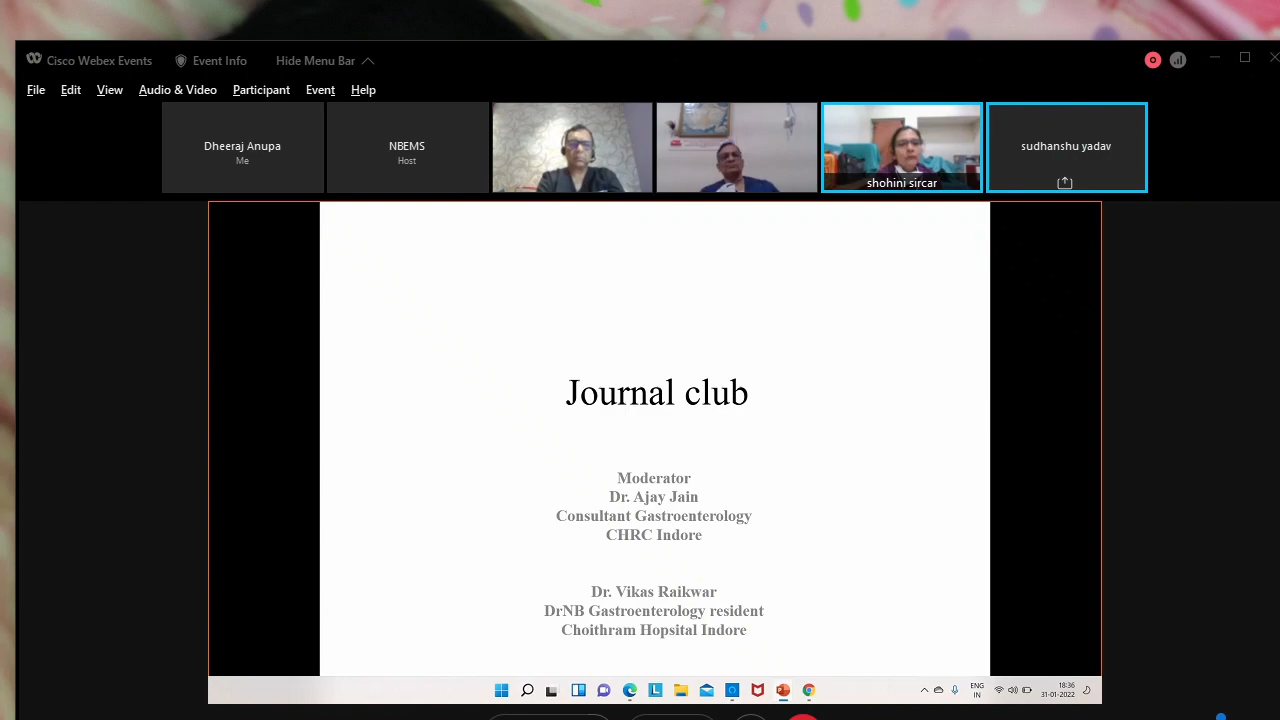 Cisco Webex Events
Event Info
Hide Menu Bar
File Edit View Audio & Video Participant Event Help
Dheeraj Anupa
Me
NBEMS
Host
shohini sircar
sudhanshu yadav
Journal club
Moderator
Dr. Ajay Jain
Consultant Gastroenterology
CHRC Indore
Dr. Vikas Raikwar
DrNB Gastroenterology resident
Choithram Hopsital Indore
ENG
IN
18:36
31-01-2022